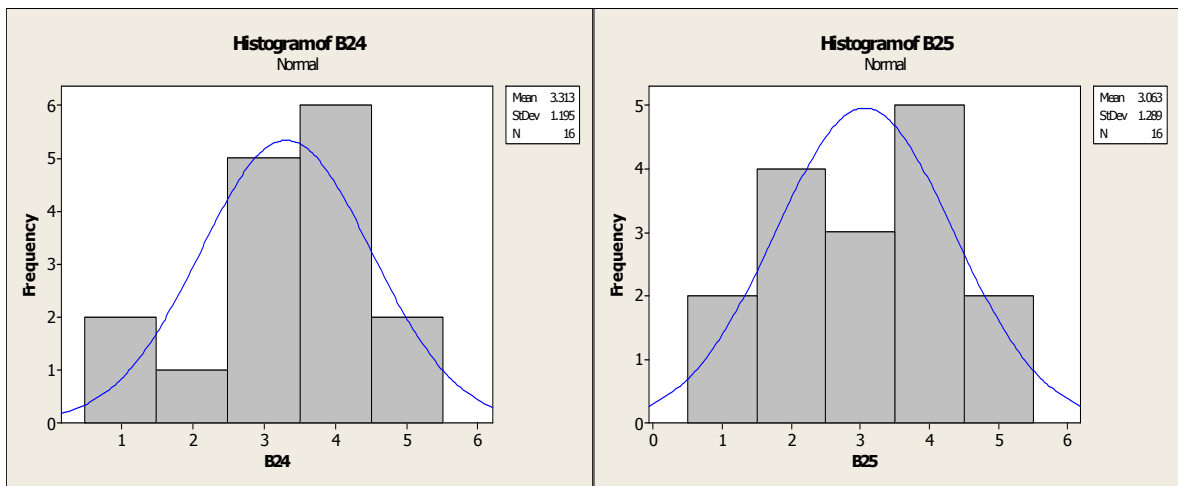 Histogram of B24
Normal
Mean 3.313
StDev 1.195
N 16
6
5
4
3
2
1
0
Frequency
1 2 3 4 5 6
B24
Histogram of B25
Normal
Mean 3.063
StDev 1.289
N 16
5
4
3
2
1
0
Frequency
0 1 2 3 4 5 6
B25